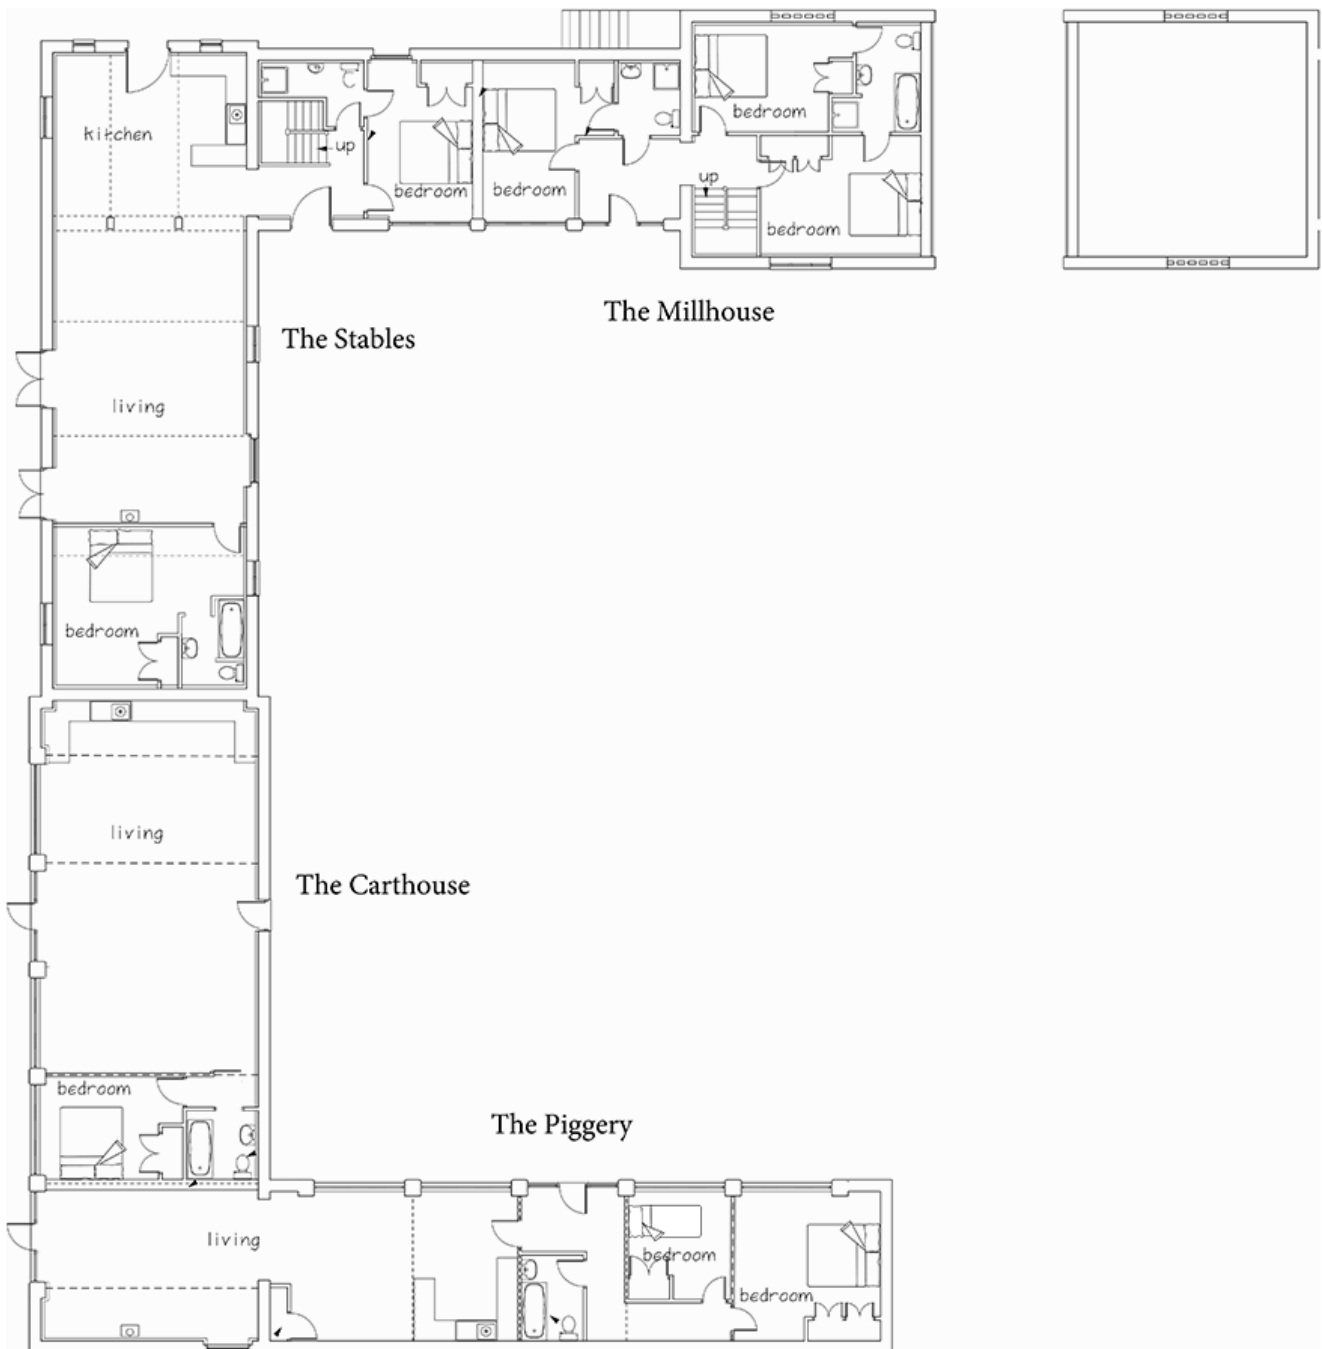 bedroom
kitchen
up
bedroom
bedroom
up
bedroom
The Millhouse
The Stables
living
bedroom
living
The Carthouse
bedroom
The Piggery
living
bedroom
bedroom